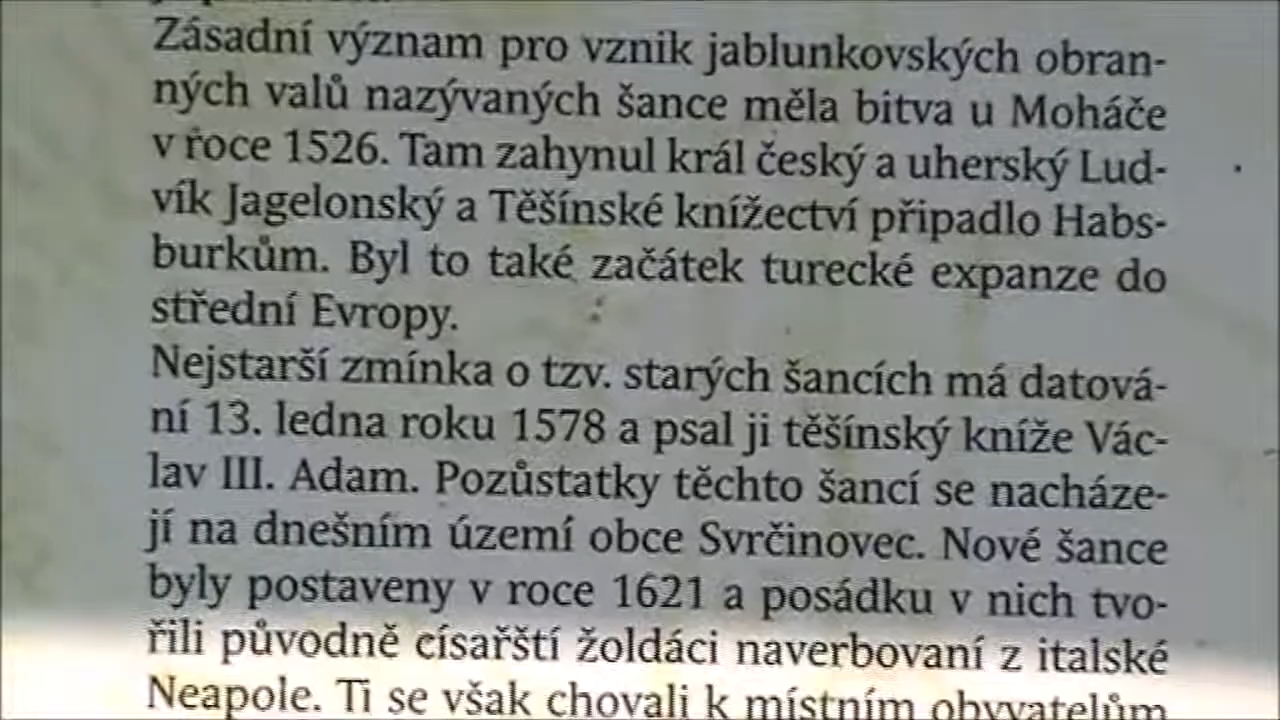 Zásadní význam pro vznik jablunkovských obran-
ných valů nazývaných šance měla bitva u Moháče
v roce 1526. Tam zahynul král český a uherský Lud-
vík Jagelonský a Těšínské knížectví připadlo Habs-
burkům. Byl to také začátek turecké expanze do
střední Evropy.
Nejstarší zmínka o tzv. starých šancích má datová-
ní 13. ledna roku 1578 a psal ji těšínský kníže Vác-
lav III. Adam. Pozůstatky těchto šancí se nacháze-
jí na dnešním území obce Svrčinovec. Nové šance
byly postaveny v roce 1621 a posádku v nich tvo-
řili původně císařští žoldáci naverbovaní z italské
Neapole. Ti se však chovali k místním obyvatelům